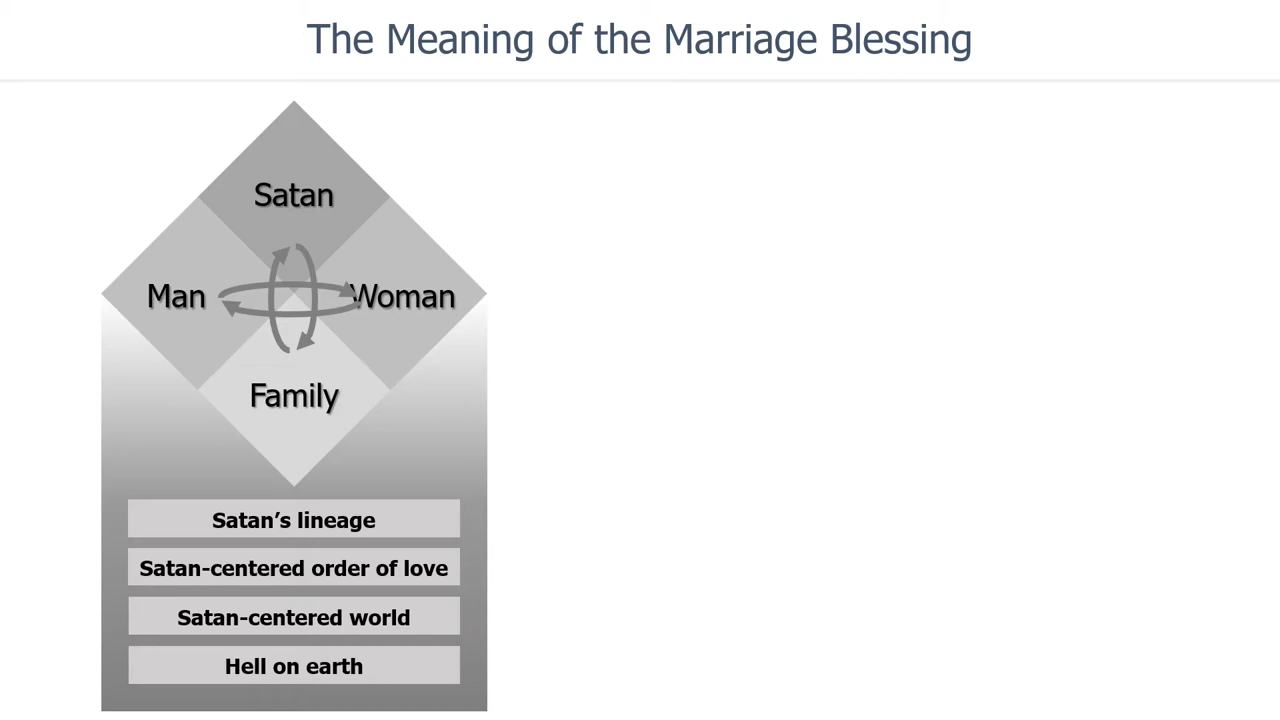 The Meaning of the Marriage Blessing
Satan
Man
Woman
Family
Satan’s lineage
Satan-centered order of love
Satan-centered world
Hell on earth